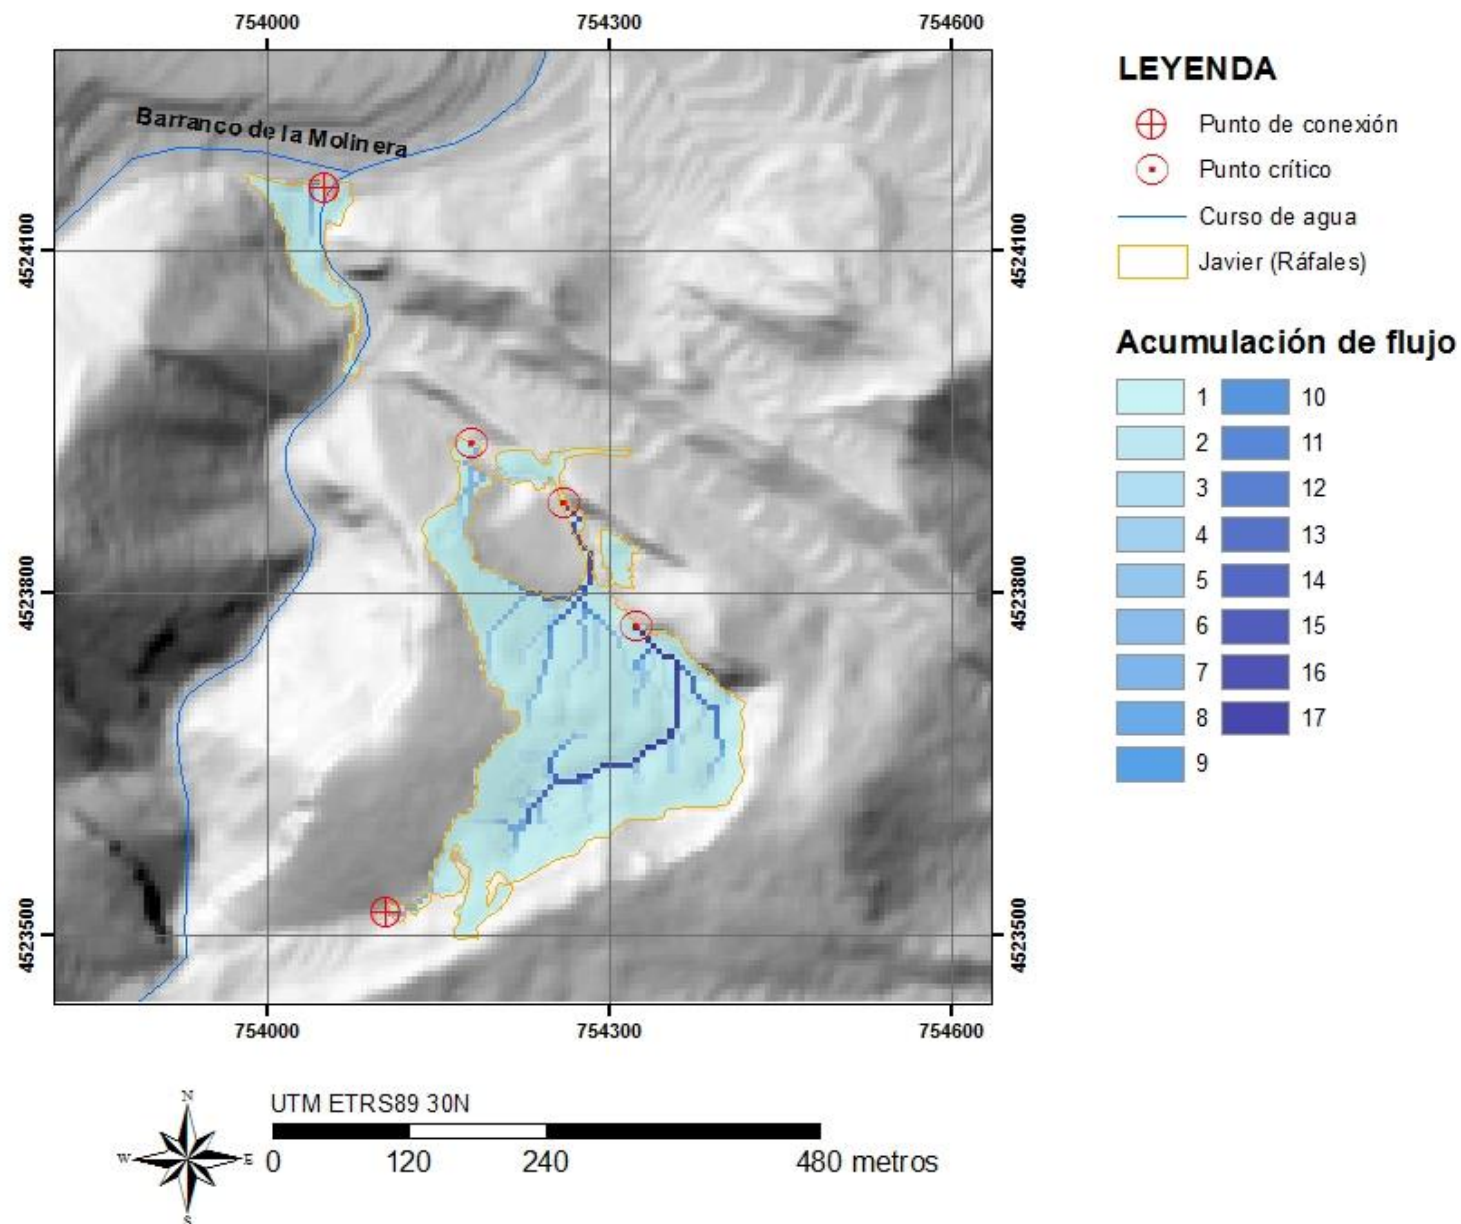 754000 754300 754600
LEYENDA
Barranco de la Molinera
Punto de conexión
Punto crítico
Curso de agua
Javier (Ráfales)
4524100 4524100
Acumulación de flujo
1 10
2 11
3 12
4 13
5 14
6 15
7 16
8 17
9
4523800 4523800
4523500 4523500
754000 754300 754600
N
W E
S
UTM ETRS89 30N
0 120 240 480 metros